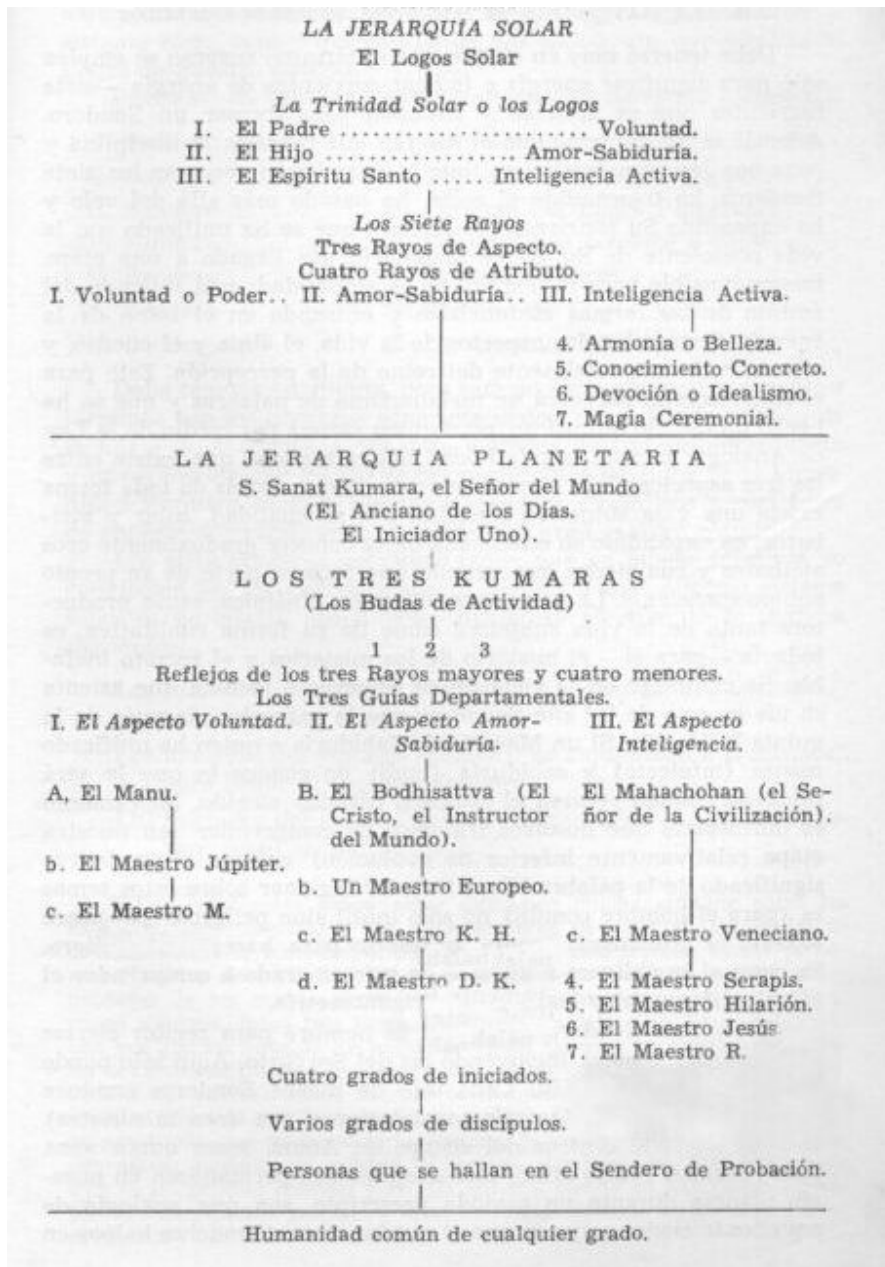 LA JERARQUÍA SOLAR
El Logos Solar
La Trinidad Solar o los Logos
I. El Padre .......................... Voluntad.
II. El Hijo ................... Amor-Sabiduría.
III. El Espíritu Santo ..... Inteligencia Activa.
Los Siete Rayos
Tres Rayos de Aspecto.
Cuatro Rayos de Atributo.
I. Voluntad o Poder.. II. Amor-Sabiduría.. III. Inteligencia Activa.
4. Armonía o Belleza.
5. Conocimiento Concreto.
6. Devoción o Idealismo.
7. Magia Ceremonial.
LA JERARQUÍA PLANETARIA
S. Sanat Kumara, el Señor del Mundo
(El Anciano de los Días.
El Iniciador Uno).
LOS TRES KUMARAS
(Los Budas de Actividad)
1 2 3
Reflejos de los tres Rayos mayores y cuatro menores.
Los Tres Guías Departamentales.
I. El Aspecto Voluntad. II. El Aspecto Amor- III. El Aspecto
Sabiduría. Inteligencia.
A. El Manu. B. El Bodhisattva (El El Mahachohan (el Se-
Cristo, el Instructor ñor de la Civilización).
del Mundo).
b. El Maestro Júpiter.
b. Un Maestro Europeo.
c. El Maestro M.
c. El Maestro K. H. c. El Maestro Veneciano.
d. El Maestro D. K. 4. El Maestro Serapis.
5. El Maestro Hilarión.
6. El Maestro Jesús
7. El Maestro R.
Cuatro grados de iniciados.
Varios grados de discípulos.
Personas que se hallan en el Sendero de Probación.
Humanidad común de cualquier grado.